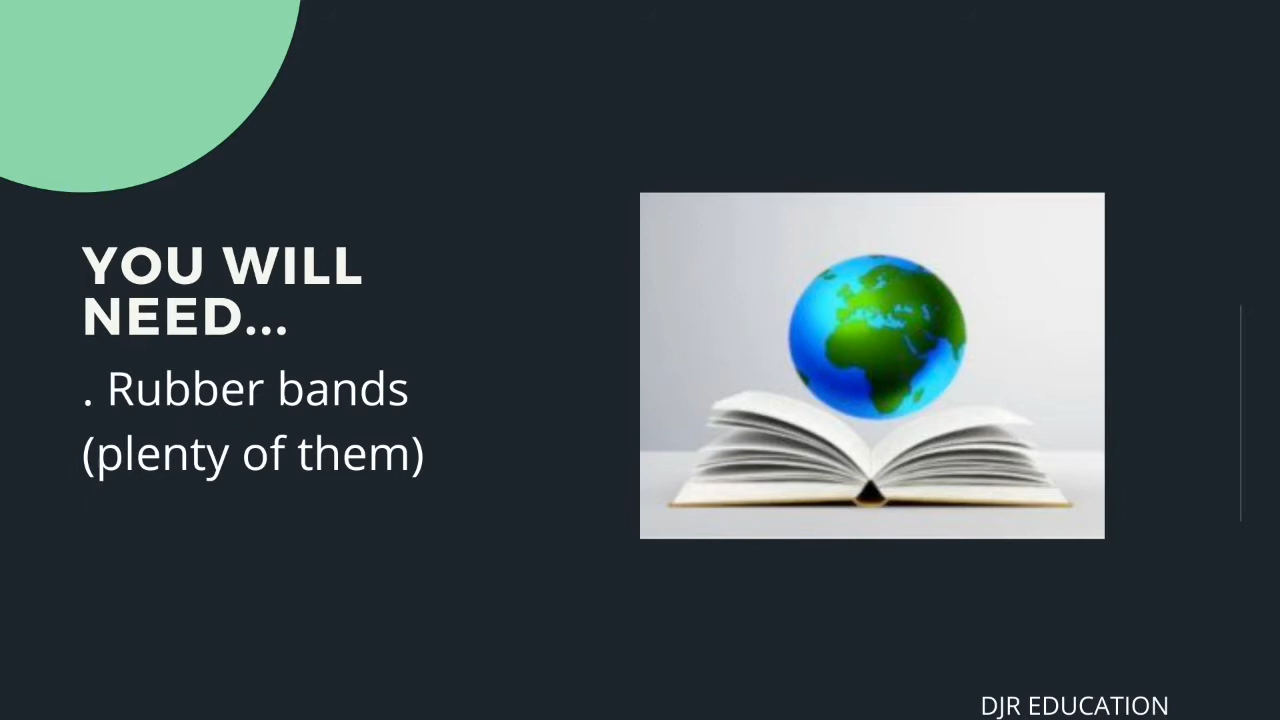 YOU WILL
NEED...
. Rubber bands
(plenty of them)
DJR EDUCATION